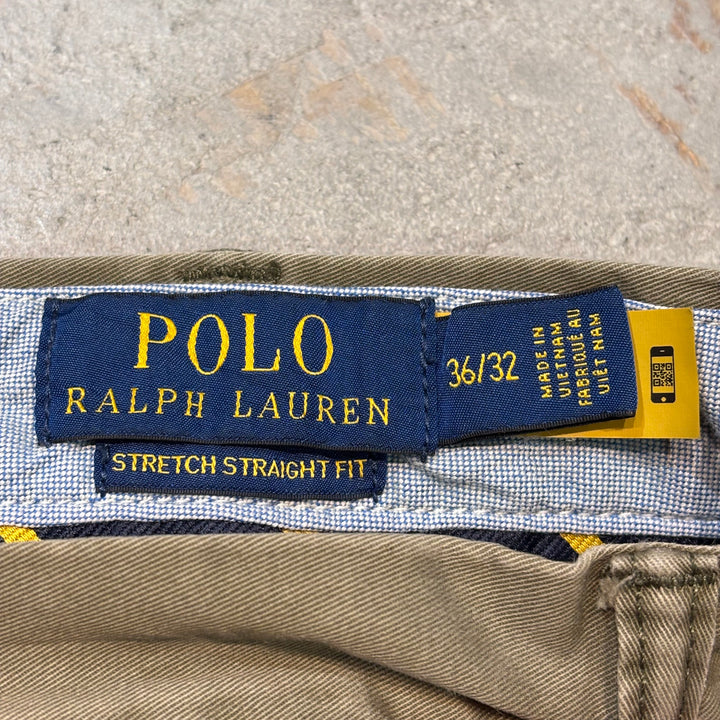 POLO
RALPH LAUREN
STRETCH STRAIGHT FIT
36/32
MADE IN
VIETNAM
FABRIQUÉ AU
VIÊT NAM